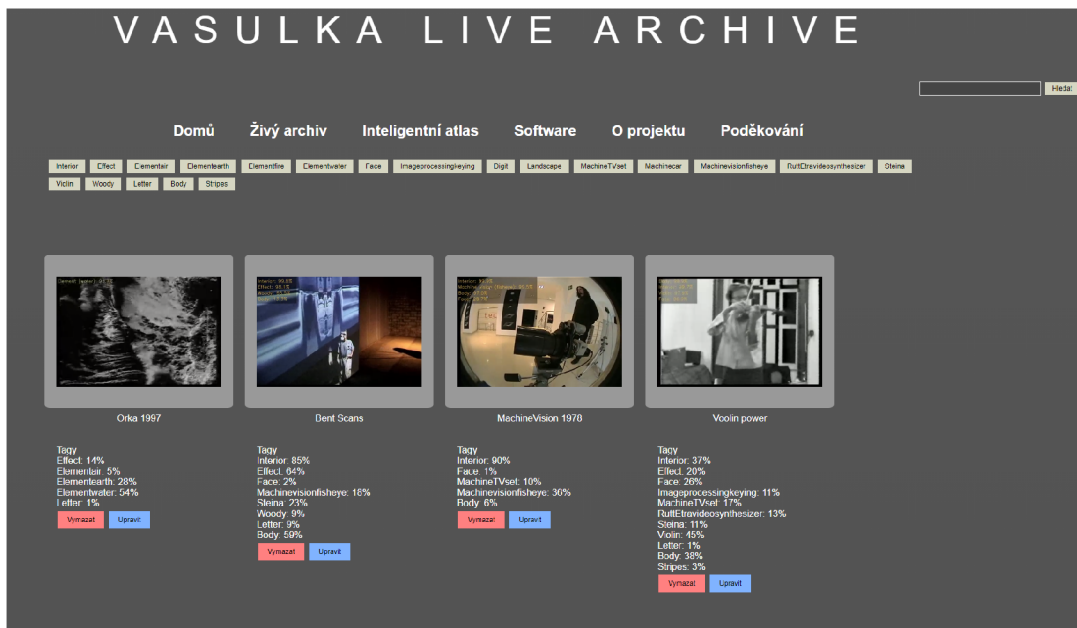 VASULKA LIVE ARCHIVE
Hledat
Domů Živý archiv Inteligentní atlas Software O projektu Poděkování
Interior Effect Elementair Elementearth Elementfire Elementwater Face Imageprocessingkeying Digit Landscape MachineTVset Machinecar Machinevisionfisheye RuttEtravideosynthesizer Steina
Violin Woody Letter Body Stripes
Orka 1997
Tagy
Effect: 14%
Elementair: 5%
Elementearth: 28%
Elementwater: 54%
Letter: 1%
Vymazat Upravit
Bent Scans
Tagy
Interior: 85%
Effect: 64%
Face: 2%
Machinevisionfisheye: 18%
Steina: 23%
Woody: 9%
Letter: 9%
Body: 59%
Vymazat Upravit
MachineVision 1978
Tagy
Interior: 90%
Face: 1%
MachineTVset: 10%
Machinevisionfisheye: 36%
Body: 6%
Vymazat Upravit
Voolin power
Tagy
Interior: 37%
Effect: 20%
Face: 26%
Imageprocessingkeying: 11%
MachineTVset: 17%
RuttEtravideosynthesizer: 13%
Steina: 11%
Violin: 45%
Letter: 1%
Body: 38%
Stripes: 3%
Vymazat Upravit